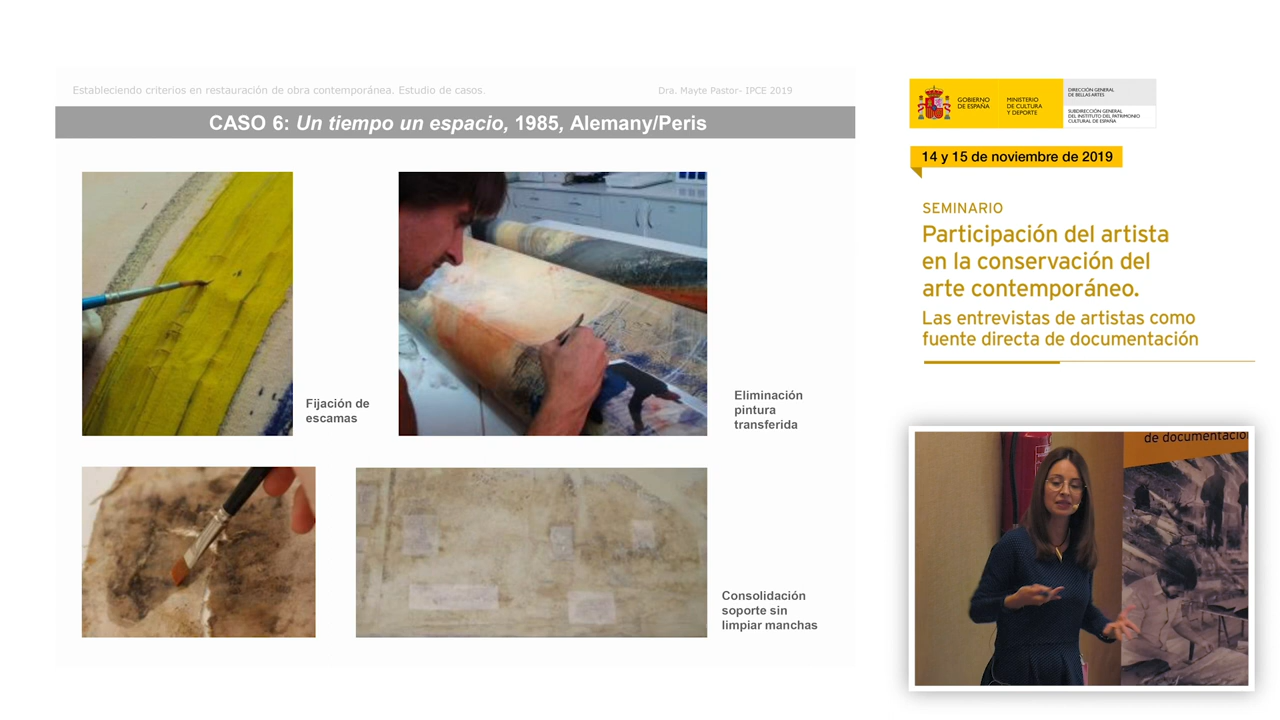 Estableciendo criterios en restauración de obra contemporánea. Estudio de casos.
Dra. Mayte Pastor- IPCE 2019
CASO 6: Un tiempo un espacio, 1985, Alemany/Peris
Fijación de
escamas
Eliminación
pintura
transferida
Consolidación
soporte sin
limpiar manchas
GOBIERNO
DE ESPAÑA
MINISTERIO
DE CULTURA
Y DEPORTE
DIRECCIÓN GENERAL
DE BELLAS ARTES
SUBDIRECCIÓN GENERAL
DEL INSTITUTO DEL PATRIMONIO
CULTURAL DE ESPAÑA
14 y 15 de noviembre de 2019
SEMINARIO
Participación del artista
en la conservación del
arte contemporáneo.
Las entrevistas de artistas como
fuente directa de documentación
de documentación